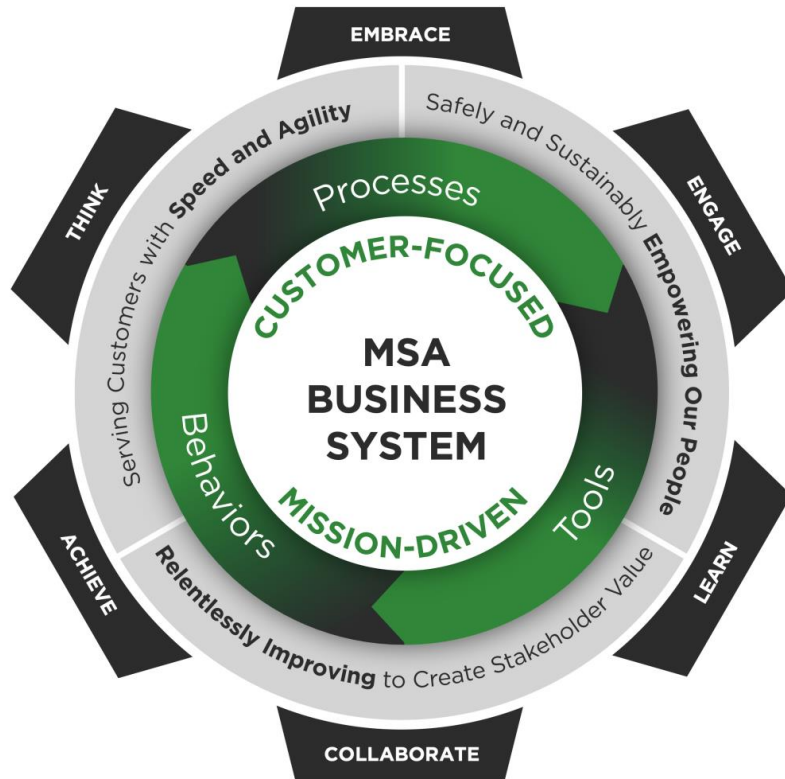 EMBRACE
ENGAGE
LEARN
COLLABORATE
ACHIEVE
THINK
Serving Customers with Speed and Agility
Safely and Sustainably Empowering Our People
Relentlessly Improving to Create Stakeholder Value
Processes
Tools
Behaviors
CUSTOMER-FOCUSED
MSA
BUSINESS
SYSTEM
MISSION-DRIVEN